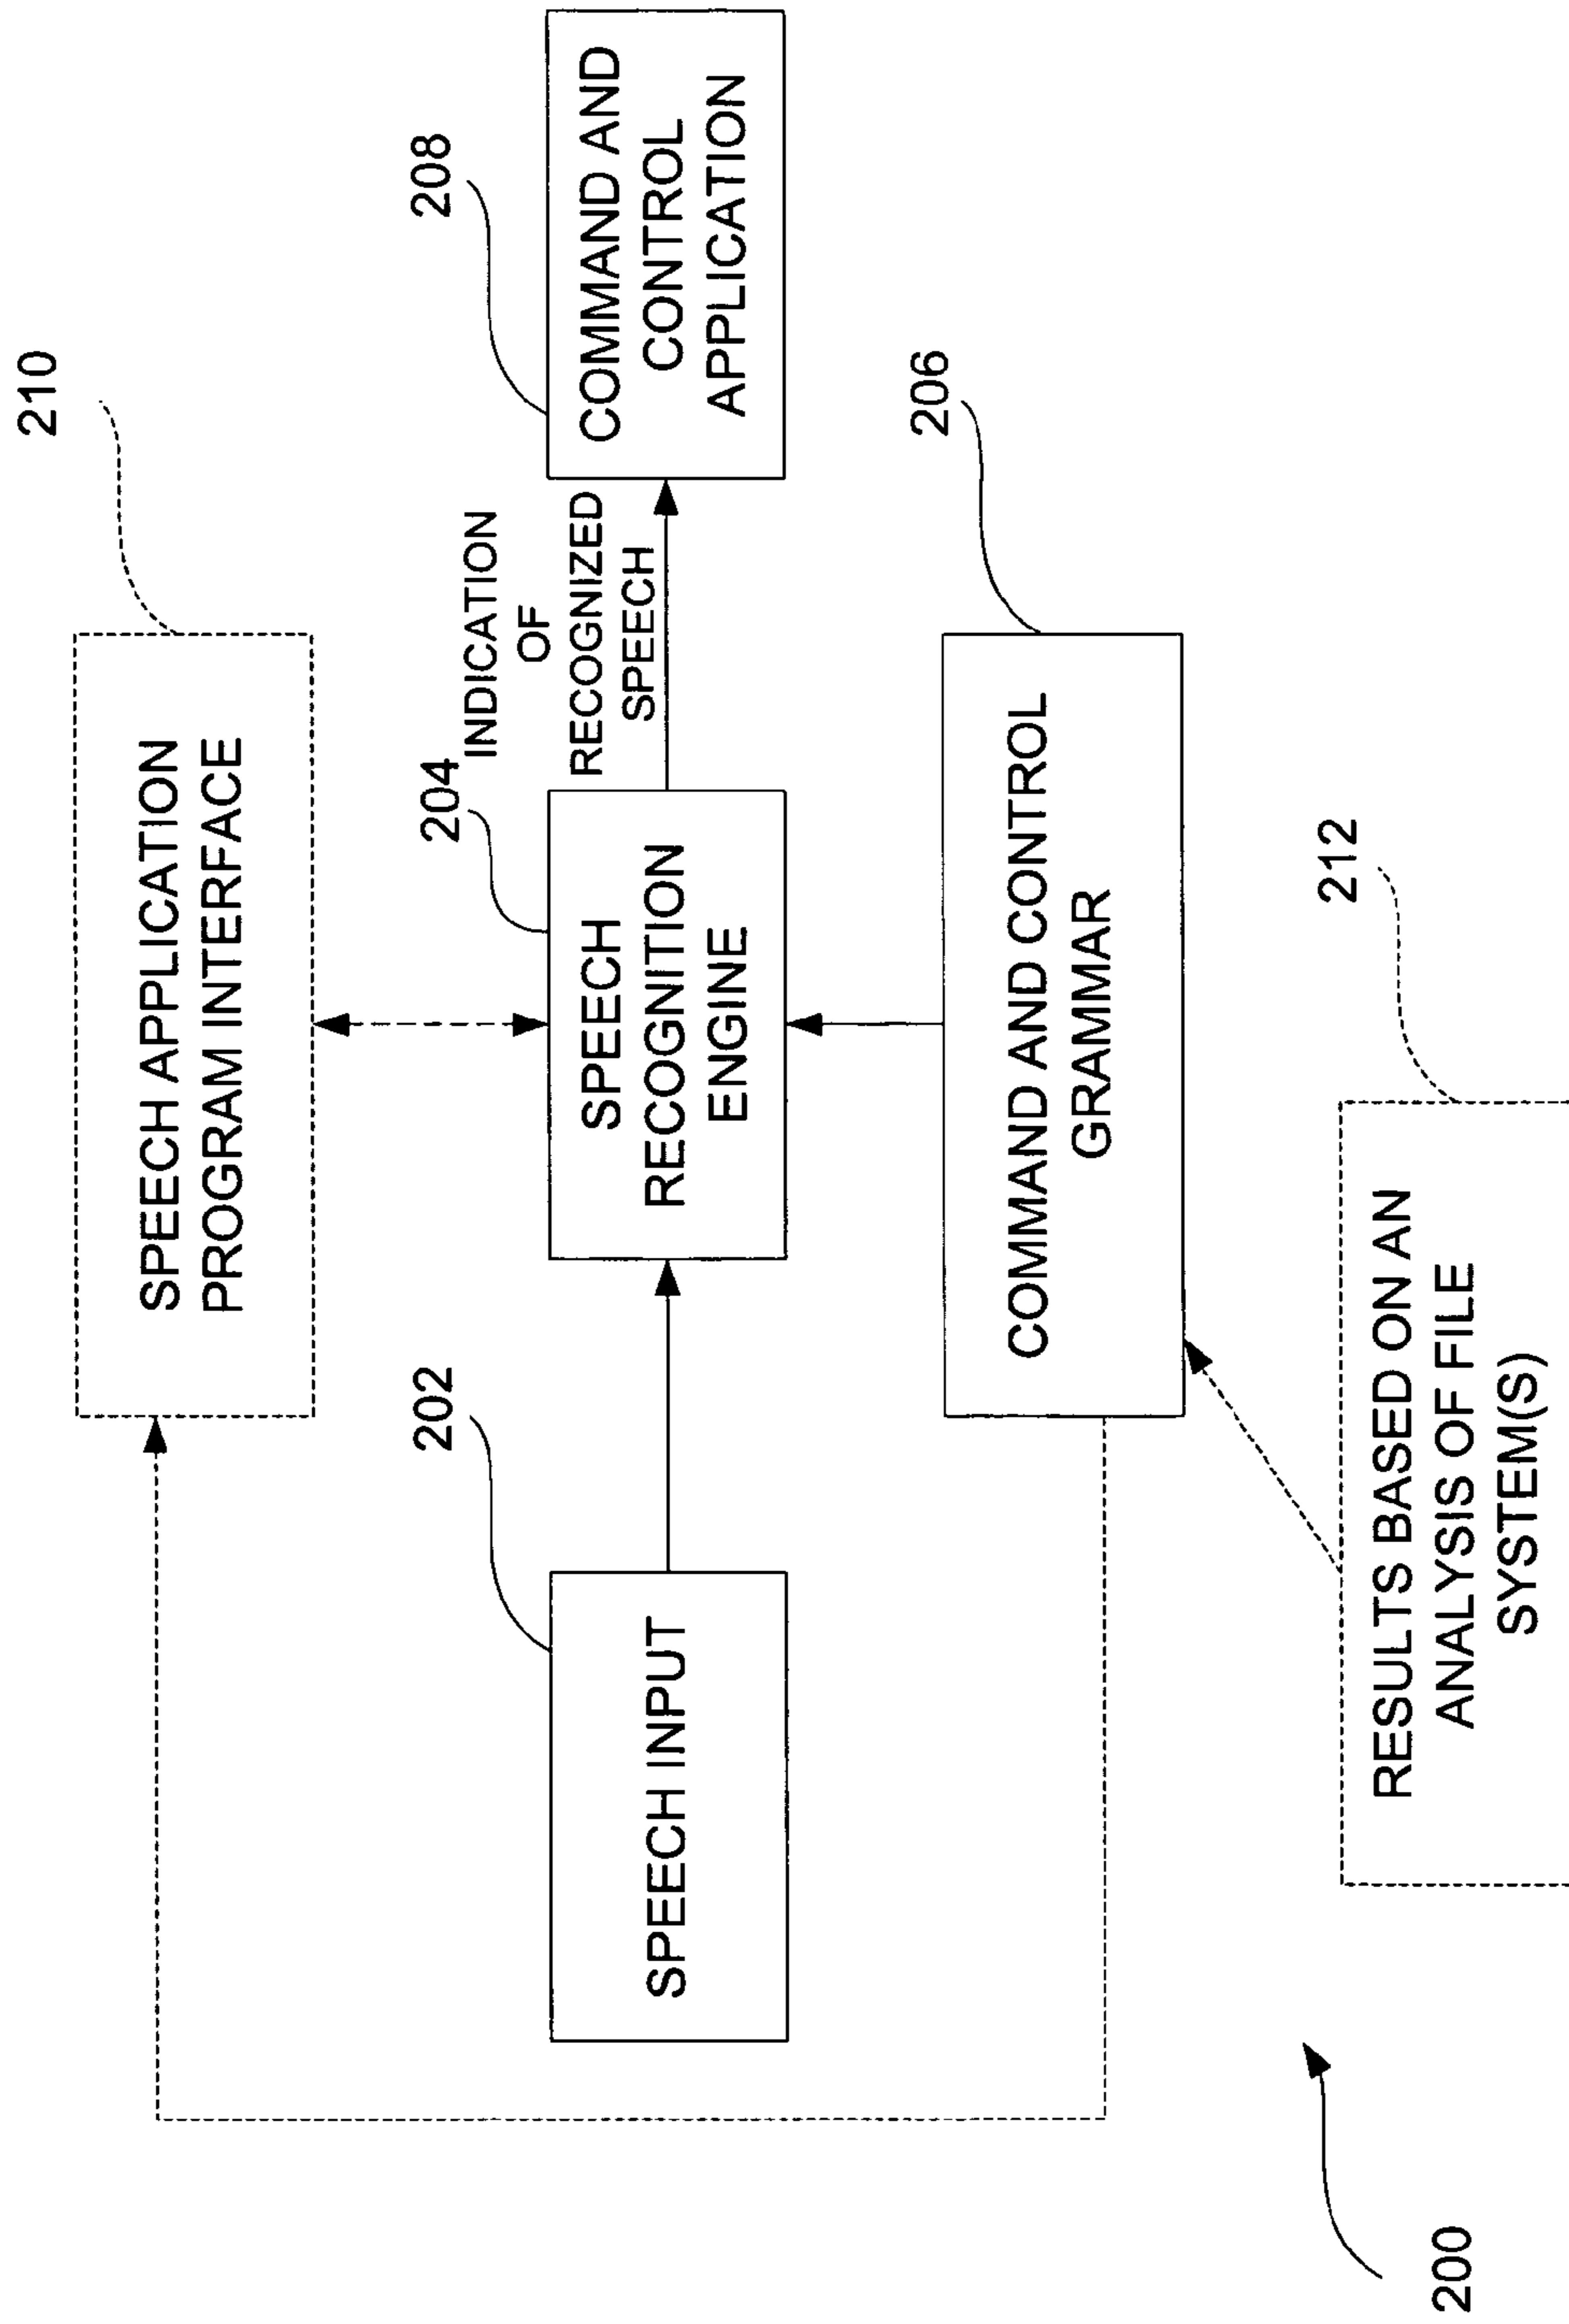 210
SPEECH APPLICATION
PROGRAM INTERFACE
208
COMMAND AND
CONTROL
APPLICATION
INDICATION
OF
RECOGNIZED
SPEECH
204
SPEECH
RECOGNITION
ENGINE
202
SPEECH INPUT
206
COMMAND AND CONTROL
GRAMMAR
212
RESULTS BASED ON AN
ANALYSIS OF FILE
SYSTEM(S)
200